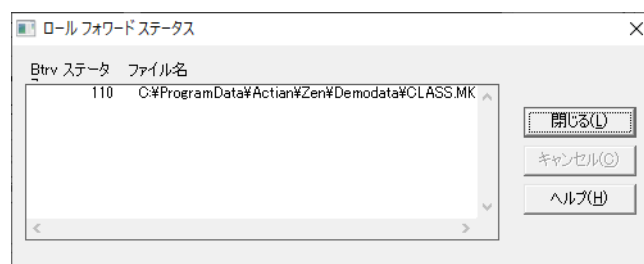 ロール フォワード ステータス
Btrv ステータ ファイル名
110 C:¥ProgramData¥Actian¥Zen¥Demodata¥CLASS.MK
閉じる(L)
キャンセル(C)
ヘルプ(H)